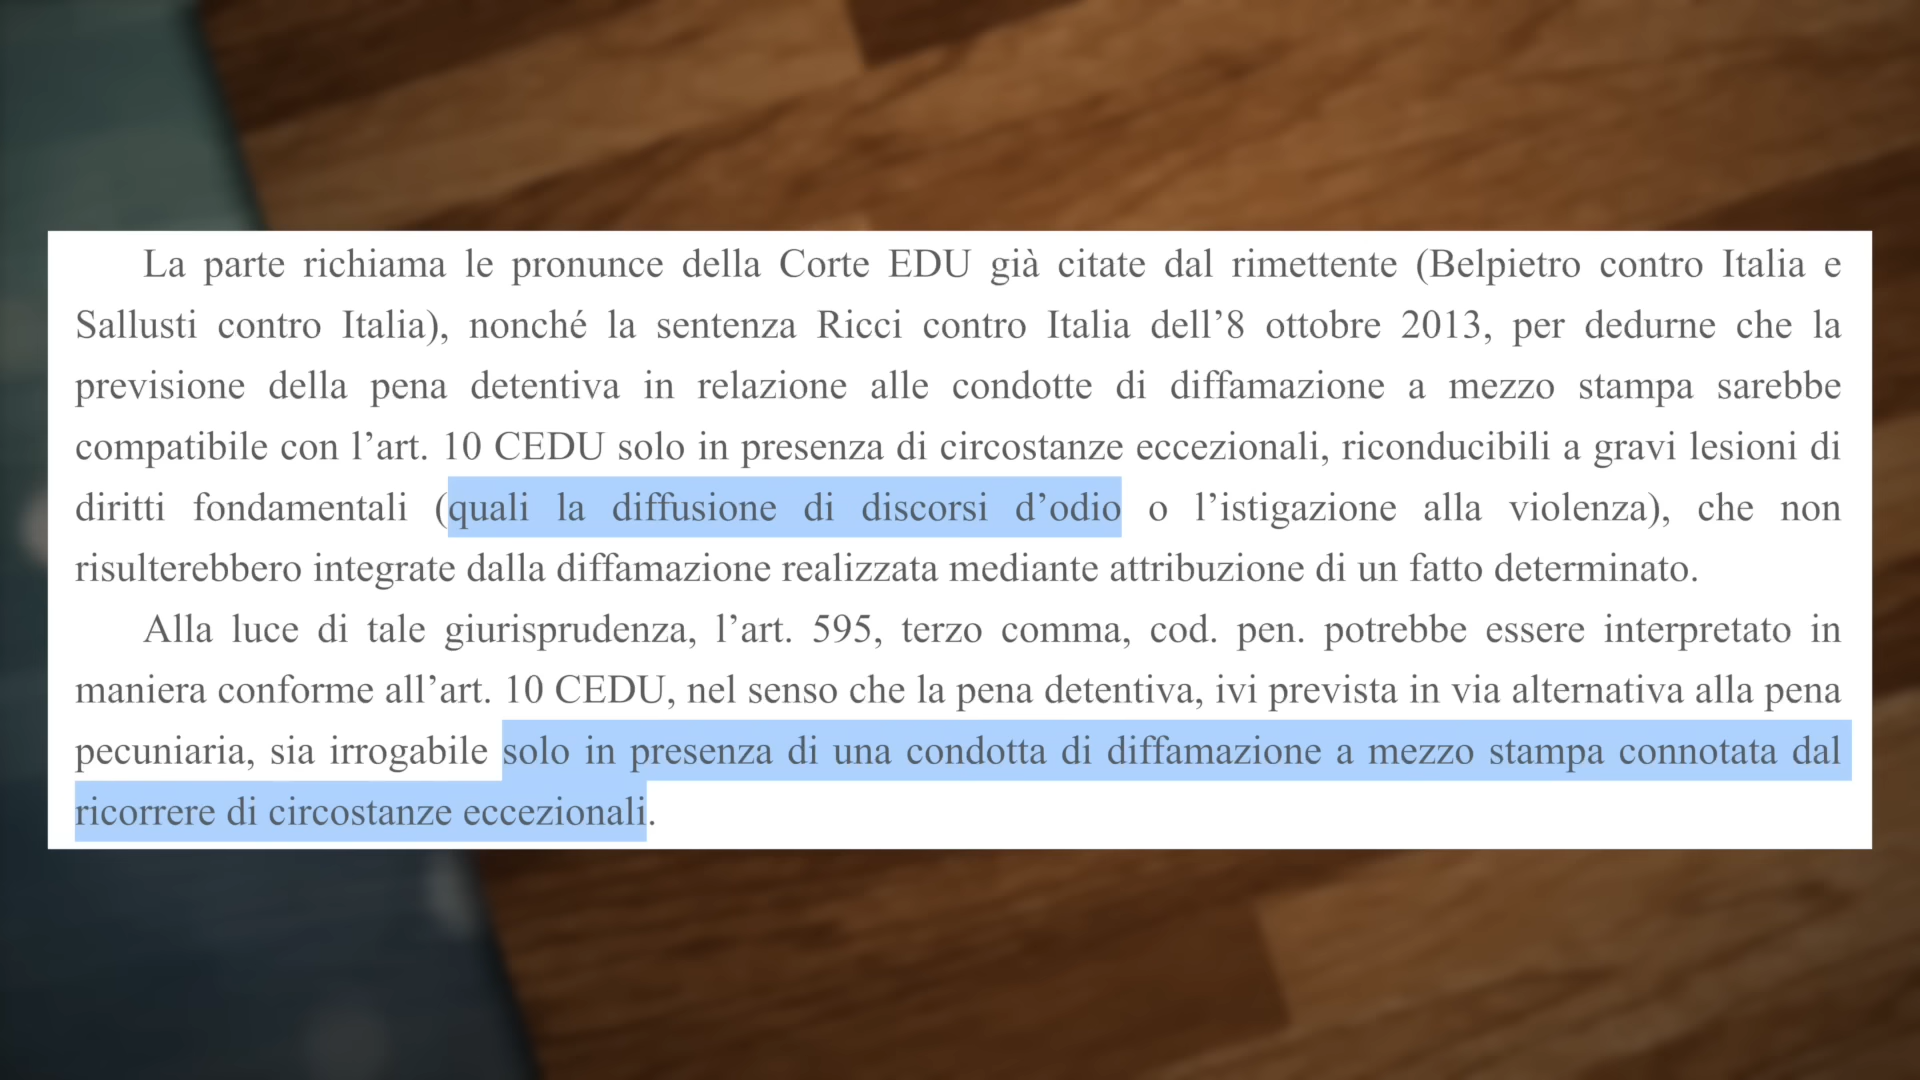 La parte richiama le pronunce della Corte EDU già citate dal rimettente (Belpietro contro Italia e
Sallusti contro Italia), nonché la sentenza Ricci contro Italia dell’8 ottobre 2013, per dedurne che la
previsione della pena detentiva in relazione alle condotte di diffamazione a mezzo stampa sarebbe
compatibile con l’art. 10 CEDU solo in presenza di circostanze eccezionali, riconducibili a gravi lesioni di
diritti fondamentali (quali la diffusione di discorsi d’odio o l’istigazione alla violenza), che non
risulterebbero integrate dalla diffamazione realizzata mediante attribuzione di un fatto determinato.
Alla luce di tale giurisprudenza, l’art. 595, terzo comma, cod. pen. potrebbe essere interpretato in
maniera conforme all’art. 10 CEDU, nel senso che la pena detentiva, ivi prevista in via alternativa alla pena
pecuniaria, sia irrogabile solo in presenza di una condotta di diffamazione a mezzo stampa connotata dal
ricorrere di circostanze eccezionali.